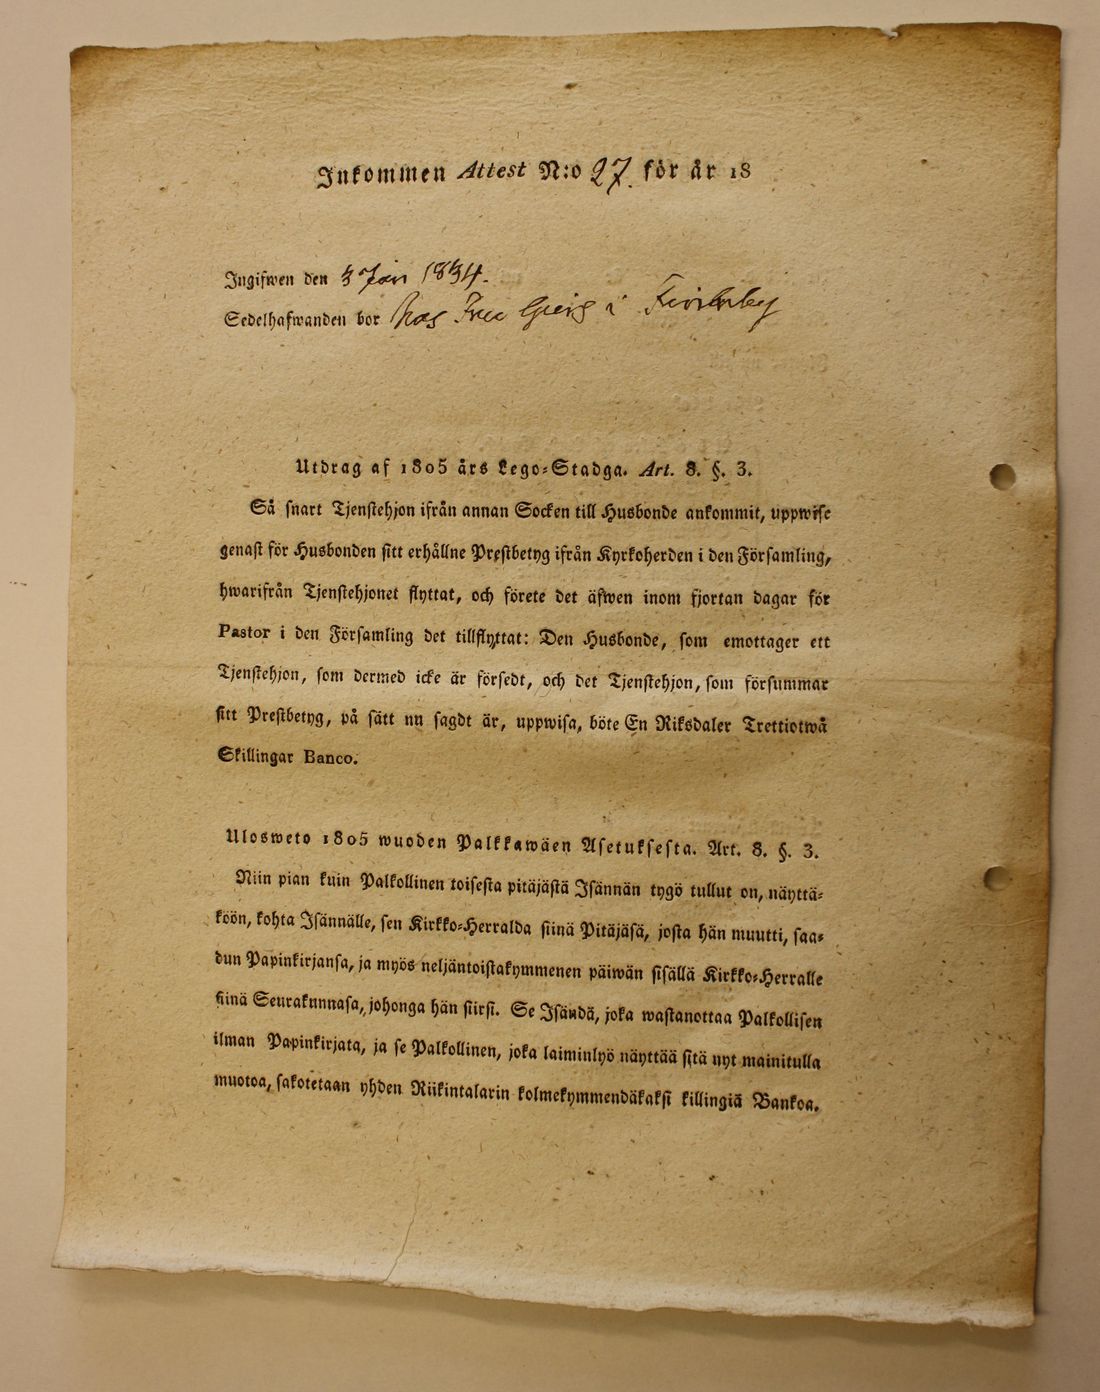 Inkommen Attest N:o 27. för år 18
Ingifwen den 3 Jan 1834.
Sedelhafwanden bor hos Fru i
Utdrag af 1805 års Lego-Stadga. Art. 8. §. 3.
Så snart Tjenstehjon ifrån annan Socken till Husbonde ankommit, uppwise
genast för Husbonden sitt erhållne Prestbetyg ifrån Kyrkoherden i den Församling,
hwarifrån Tjenstehjonet flyttat, och förete det äfwen inom fjortan dagar för
Pastor i den Församling det tillflyttat: Den Husbonde, som emottager ett
Tjenstehjon, som dermed icke är försedt, och det Tjenstehjon, som försummar
sitt Prestbetyg, på sätt nu sagdt är, uppwisa, böte En Riksdaler Trettiotwå
Skillingar Banco.
Ulosweto 1805 wuoden Palkkawäen Asetuksesta. Art. 8. §. 3.
Niin pian kuin Palkollinen toisesta pitäjästä Isännän tygö tullut on, näyttä-
köön, kohta Isännälle, sen Kirkko-Herralda siinä Pitäjäsä, josta hän muutti, saa-
dun Papinkirjansa, ja myös neljäntoistakymmenen päiwän sisällä Kirkko-Herralle
siinä Seurakunnasa, johonga hän siirsi. Se Isändä, joka wastanottaa Palkollisen
ilman Papinkirjata, ja se Palkollinen, joka laiminlyö näyttää sitä nyt mainitulla
muotoa, sakotetaan yhden Riikintalarin kolmekymmendäkaksi killingiä Bankoa.